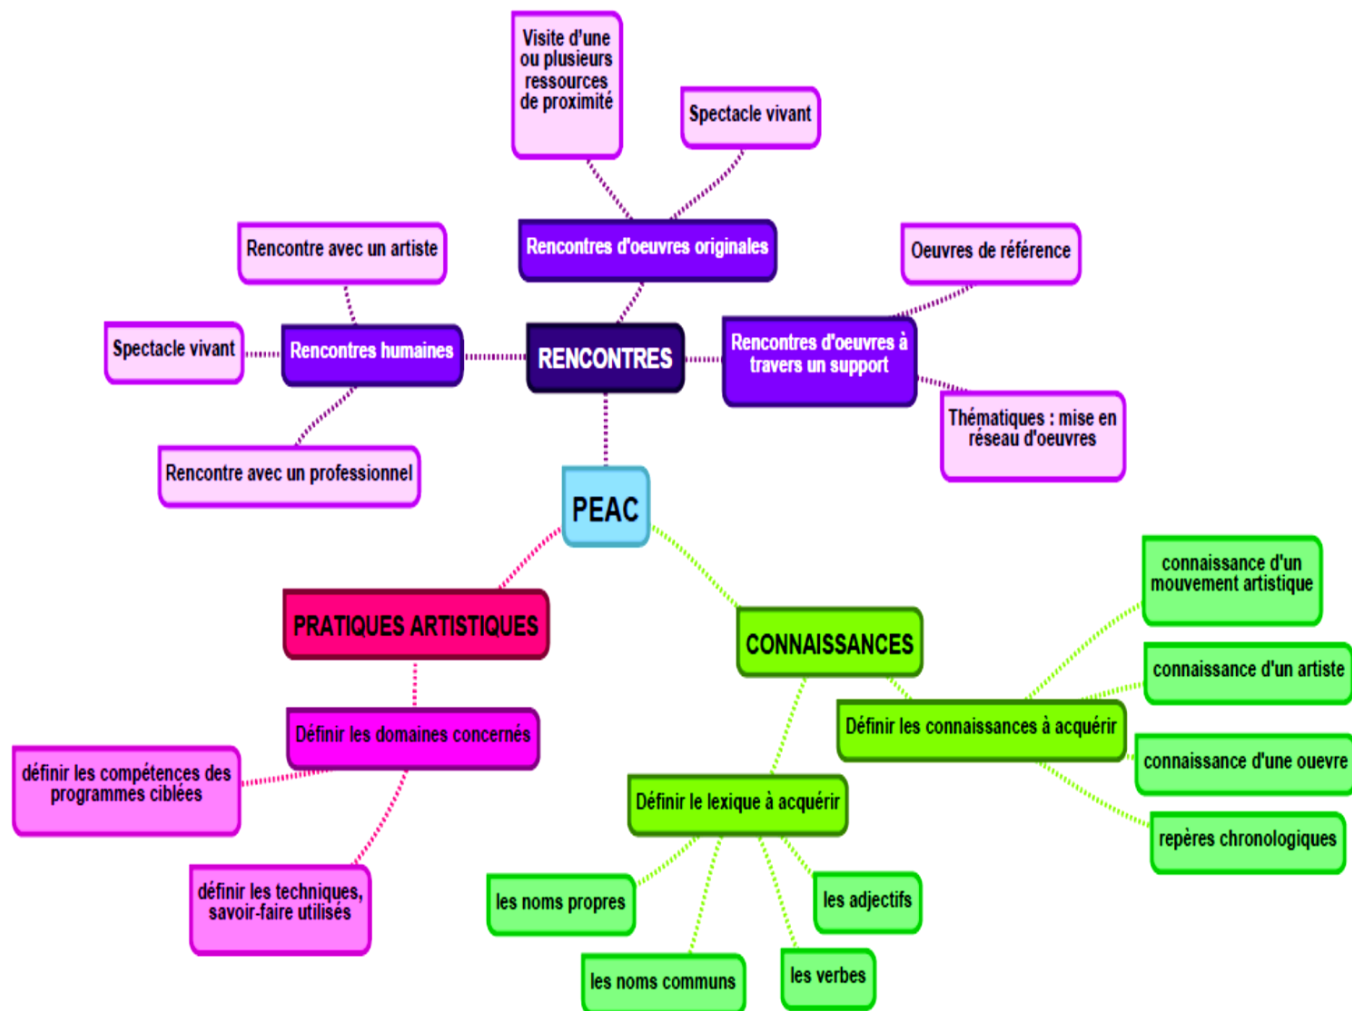 Visite d'une
ou plusieurs
ressources
de proximité
Spectacle vivant
Rencontre avec un artiste
Rencontres d'oeuvres originales
Oeuvres de référence
Spectacle vivant
Rencontres humaines
RENCONTRES
Rencontres d'oeuvres à
travers un support
Thématiques : mise en
réseau d'oeuvres
Rencontre avec un professionnel
PEAC
PRATIQUES ARTISTIQUES
CONNAISSANCES
connaissance d'un
mouvement artistique
connaissance d'un artiste
Définir les domaines concernés
Définir les connaissances à acquérir
connaissance d'une ouevre
définir les compétences des
programmes ciblées
Définir le lexique à acquérir
repères chronologiques
définir les techniques,
savoir-faire utilisés
les noms propres
les adjectifs
les noms communs
les verbes